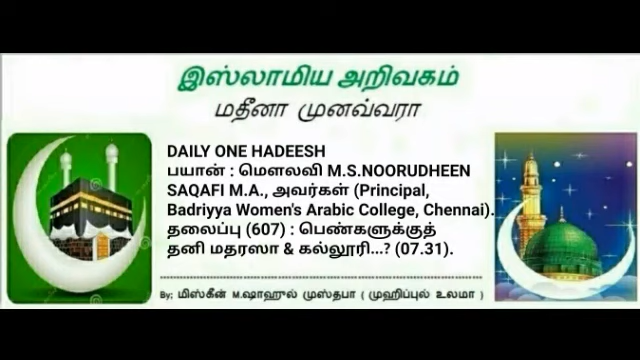 இஸ்லாமிய அறிவகம்
மதீனா முனவ்வரா
DAILY ONE HADEESH
பயான் : மௌலவி M.S.NOORUDHEEN
SAQAFI M.A., அவர்கள் (Principal,
Badriyya Women's Arabic College, Chennai).
தலைப்பு (607) : பெண்களுக்குத்
தனி மதரஸா & கல்லூரி...? (07.31).
By; மிஸ்கீன் M.ஷாஹுல் முஸ்தபா ( முஹிப்புல் உலமா )